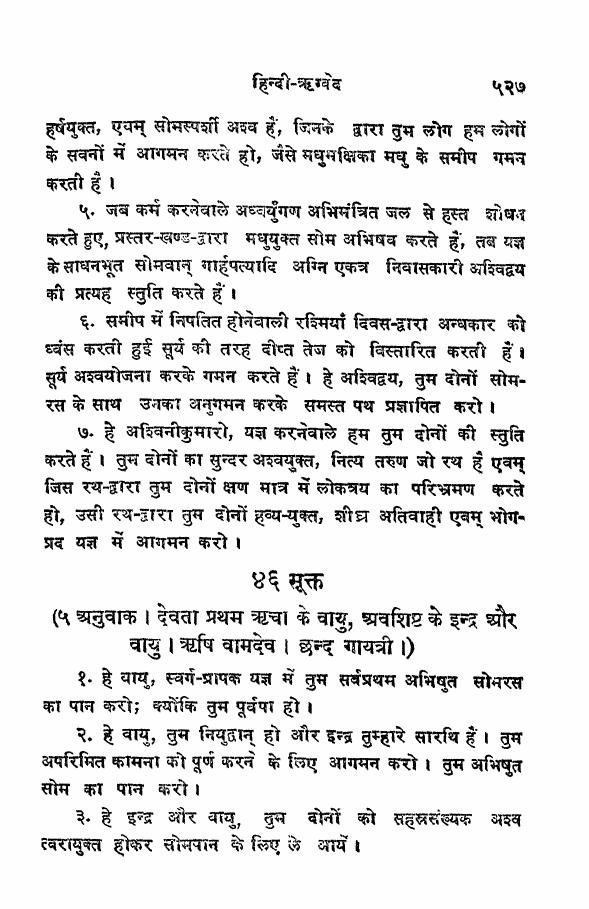 हिन्दी-ऋग्वेद ५२७
हर्षयुक्त, एवम् सोमस्पर्शी अश्व हैं, जिनके द्वारा तुम लोग हम लोगों
के सवनों में आगमन करते हो, जैसे मधुमक्षिका मधु के समीप गमन
करती है ।
५. जब कर्म करनेवाले अध्वर्युगण अभिमंत्रित जल से हस्त शोधन
करते हुए, प्रस्तर-खण्ड-द्वारा मधुयुक्त सोम अभिषव करते हैं, तब यज्ञ
के साधनभूत सोमवान् गार्हपत्यादि अग्नि एकत्र निवासकारी अश्विद्वय
की प्रत्यह स्तुति करते हैं ।
६. समीप में निपतित होनेवाली रश्मियाँ दिवस-द्वारा अन्धकार को
ध्वंस करती हुई सूर्य की तरह दीप्त तेज को विस्तारित करती हैं ।
सूर्य अश्वयोजना करके गमन करते हैं । हे अश्विद्वय, तुम दोनों सोम-
रस के साथ उनका अनुगमन करके समस्त पथ प्रज्ञापित करो ।
७. हे अश्विनीकुमारो, यज्ञ करनेवाले हम तुम दोनों की स्तुति
करते हैं । तुम दोनों का सुन्दर अश्वयुक्त, नित्य तरुण जो रथ है एवम्
जिस रथ-द्वारा तुम दोनों क्षण मात्र में लोकत्रय का परिभ्रमण करते
हो, उसी रथ-द्वारा तुम दोनों हव्य-युक्त, शीघ्र अतिवाही एवम् भोग-
प्रद यज्ञ में आगमन करो ।
४६ सूक्त
(५ अनुवाक । देवता प्रथम ऋचा के वायु, अवशिष्ट के इन्द्र और
वायु । ऋषि वामदेव । छन्द गायत्री ।)
१. हे वायु, स्वर्ग-प्रापक यज्ञ में तुम सर्वप्रथम अभिषुत सोमरस
का पान करो; क्योंकि तुम पूर्वपा हो ।
२. हे वायु, तुम नियुद्वान् हो और इन्द्र तुम्हारे सारथि हैं । तुम
अपरिमित कामना को पूर्ण करने के लिए आगमन करो । तुम अभिषुत
सोम का पान करो ।
३. हे इन्द्र और वायु, तुम दोनों को सहस्रसंख्यक अश्व
त्वरायुक्त होकर सोमपान के लिए ले आयें ।